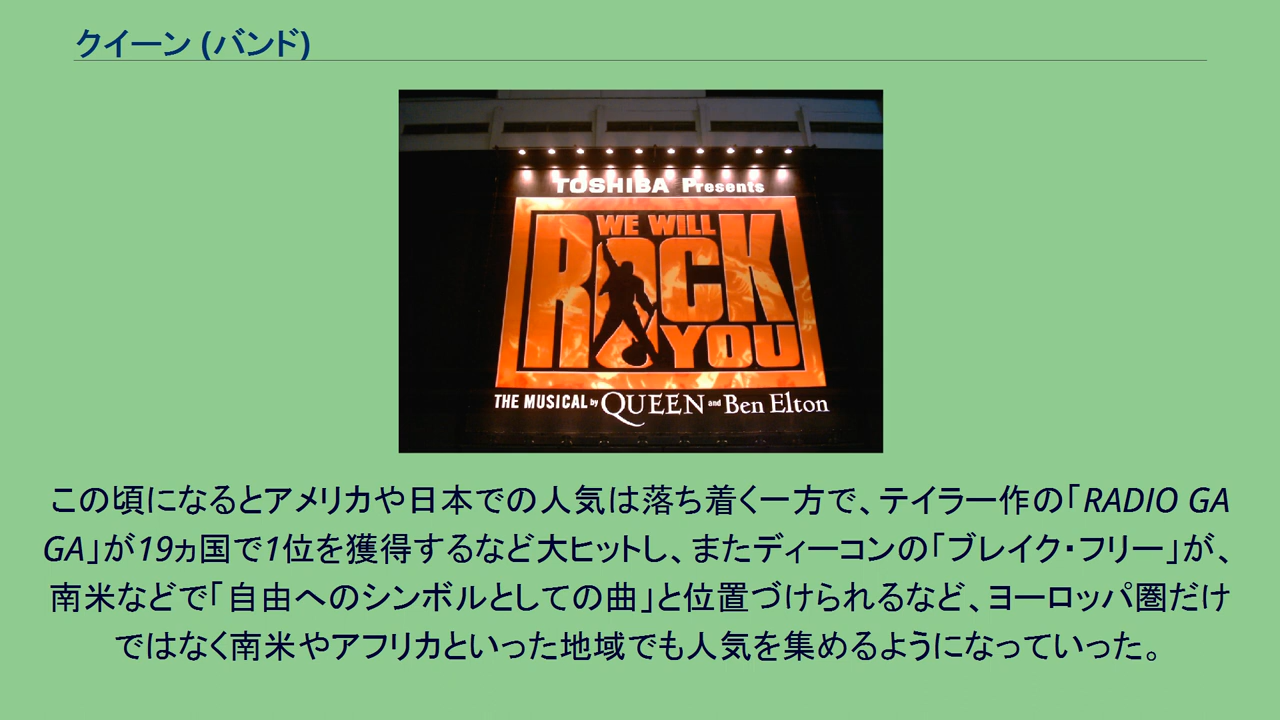 クイーン (バンド)
TOSHIBA Presents
WE WILL
ROCK
YOU
THE MUSICAL by QUEEN and Ben Elton
この頃になるとアメリカや日本での人気は落ち着く一方で、テイラー作の「RADIO GA
GA」が19ヵ国で1位を獲得するなど大ヒットし、またディーコンの「ブレイク・フリー」が、
南米などで「自由へのシンボルとしての曲」と位置づけられるなど、ヨーロッパ圏だけ
ではなく南米やアフリカといった地域でも人気を集めるようになっていった。